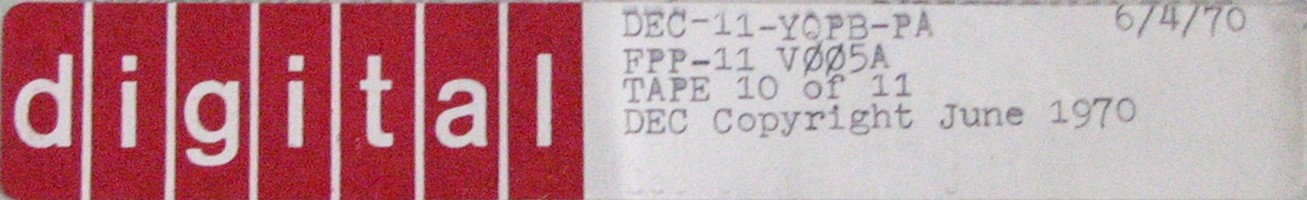 digital
DEC-11-YQPB-PA 6/4/70
FPP-11 VØØ5A
TAPE 10 of 11
DEC Copyright June 1970